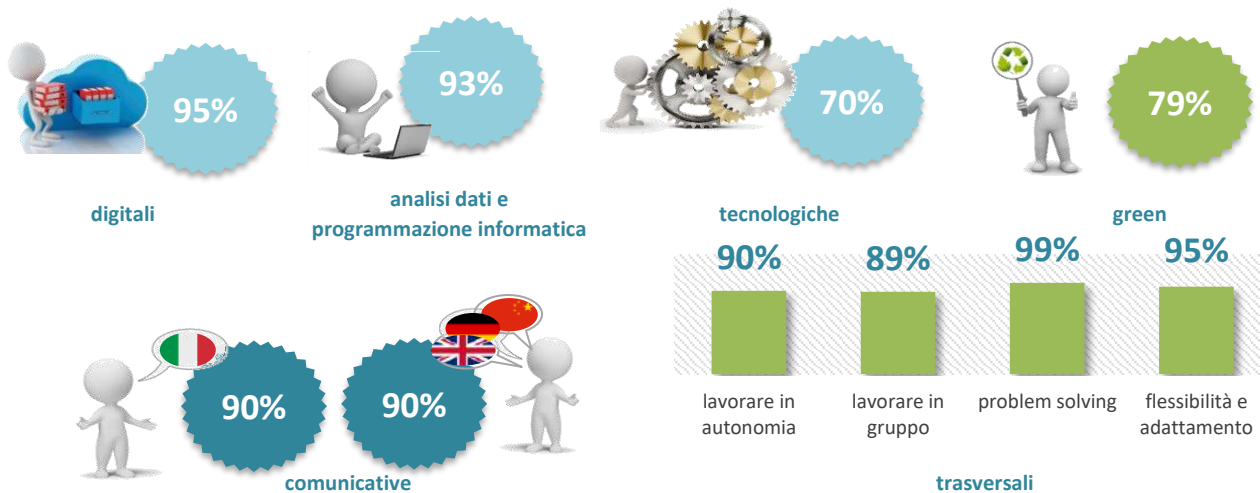 95%
93%
70%
79%
digitali
analisi dati e
programmazione informatica
tecnologiche
green
90%
89%
99%
95%
lavorare in
autonomia
lavorare in
gruppo
problem solving
flessibilità e
adattamento
90%
90%
comunicative
trasversali